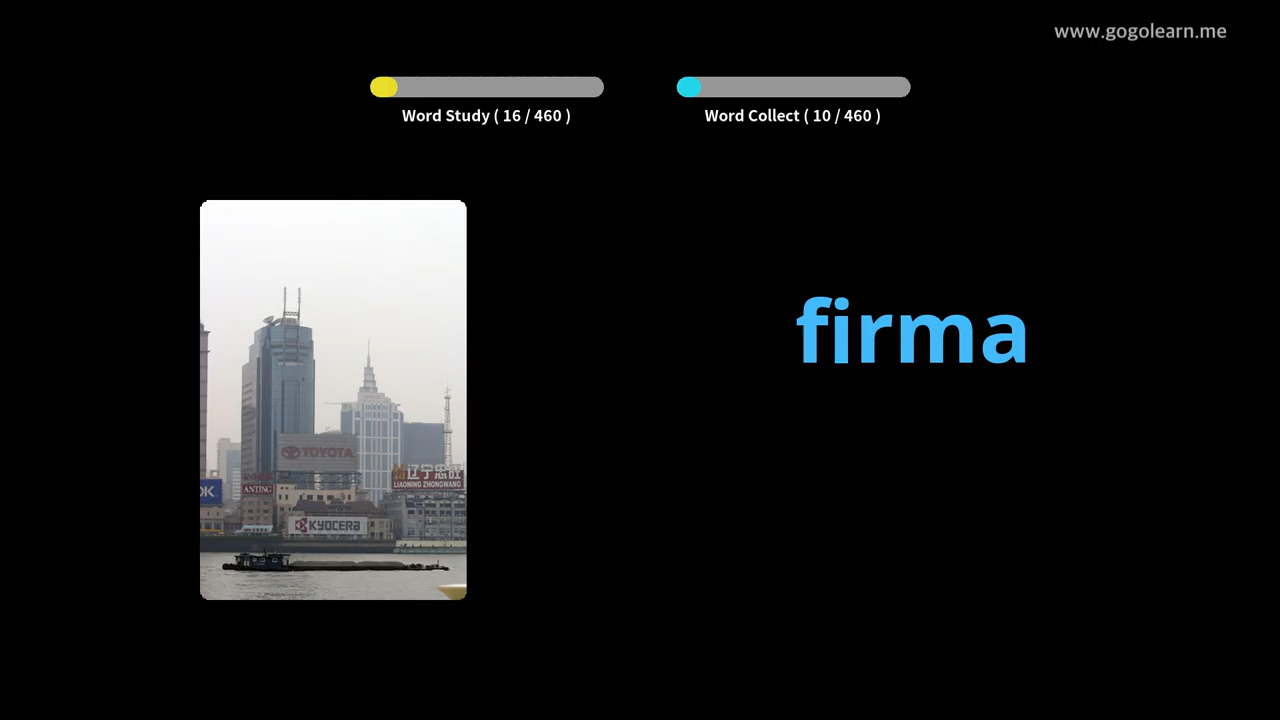 www.gogolearn.me
Word Study ( 16 / 460 )
Word Collect ( 10 / 460 )
firma
TOYOTA
辽宁忠旺
LIAONING ZHONGWANG
OK
ANTING
KYOCERA